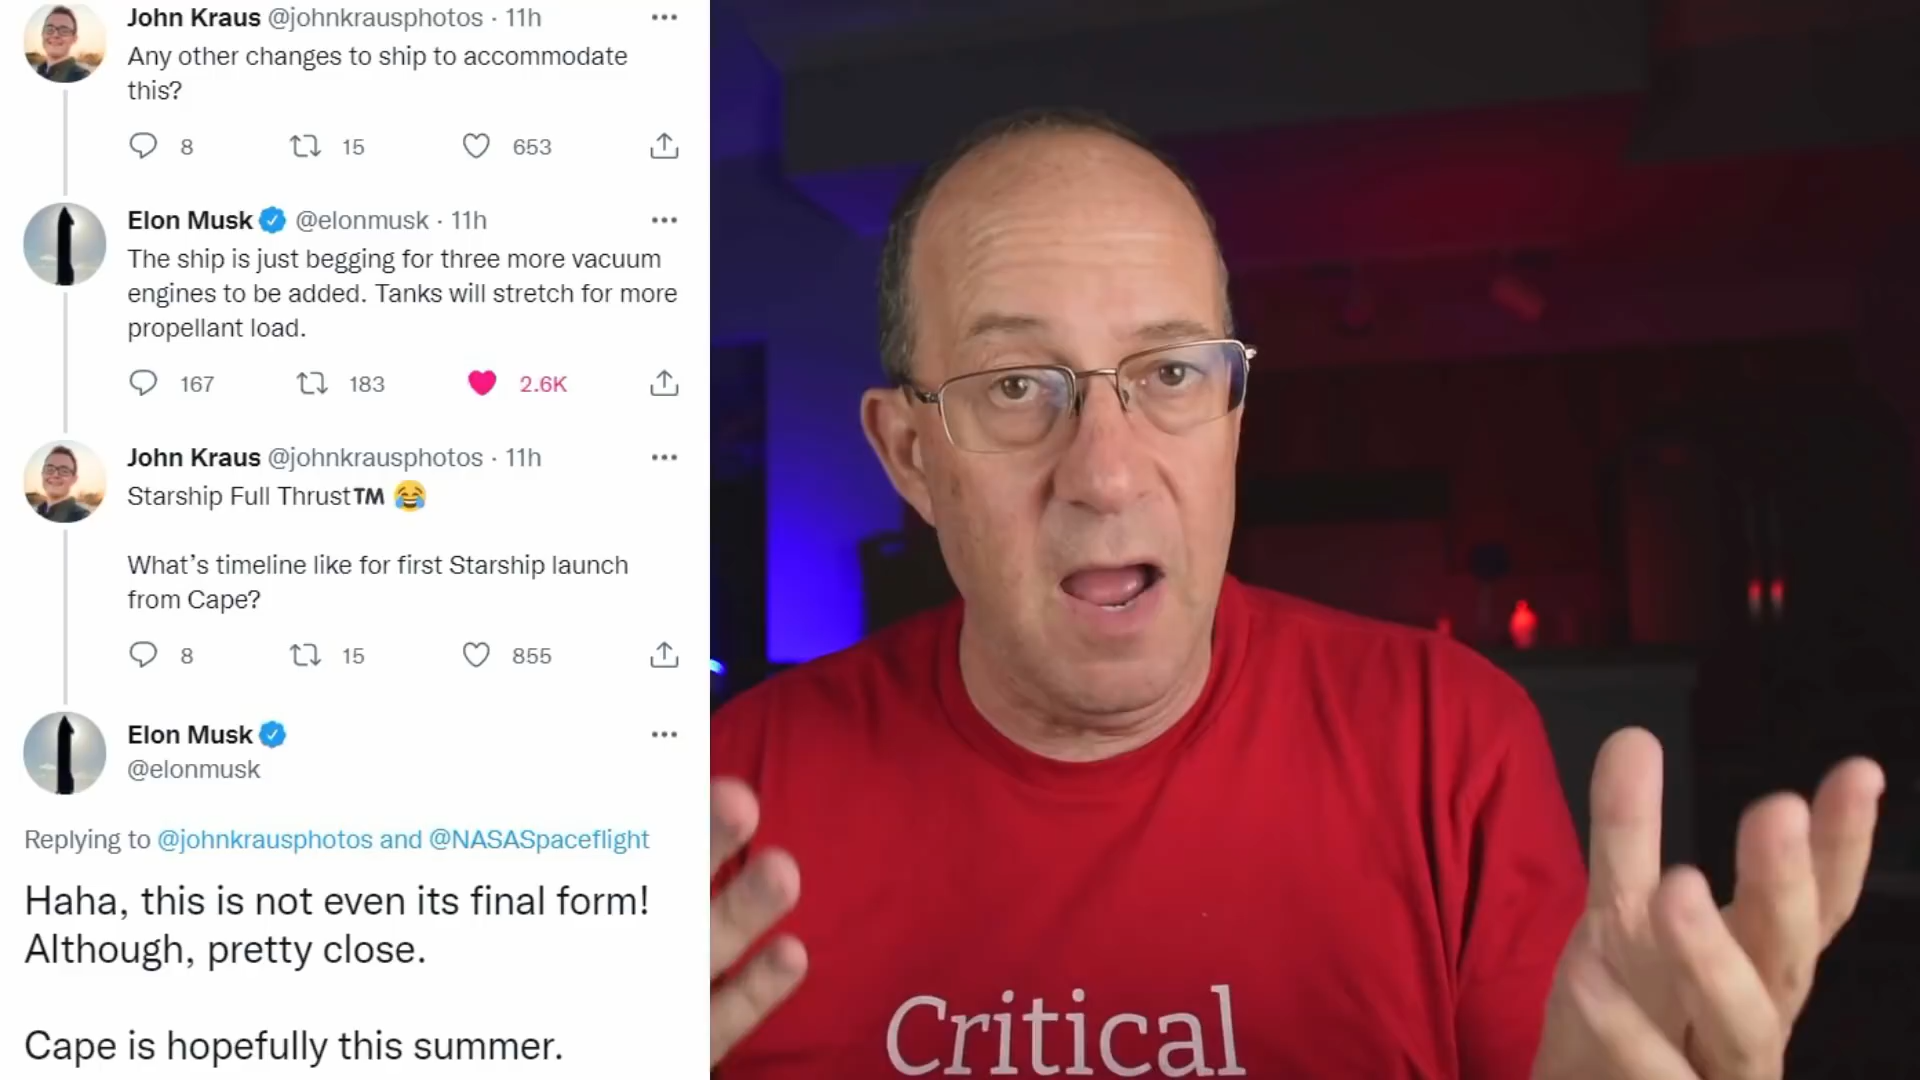 John Kraus @johnkrausphotos · 11h
Any other changes to ship to accommodate
this?
8 15 653
Elon Musk @elonmusk · 11h
The ship is just begging for three more vacuum
engines to be added. Tanks will stretch for more
propellant load.
167 183 2.6K
John Kraus @johnkrausphotos · 11h
Starship Full Thrust™ 😂
What’s timeline like for first Starship launch
from Cape?
8 15 855
Elon Musk
@elonmusk
Replying to @johnkrausphotos and @NASASpaceflight
Haha, this is not even its final form!
Although, pretty close.
Cape is hopefully this summer.
Critical